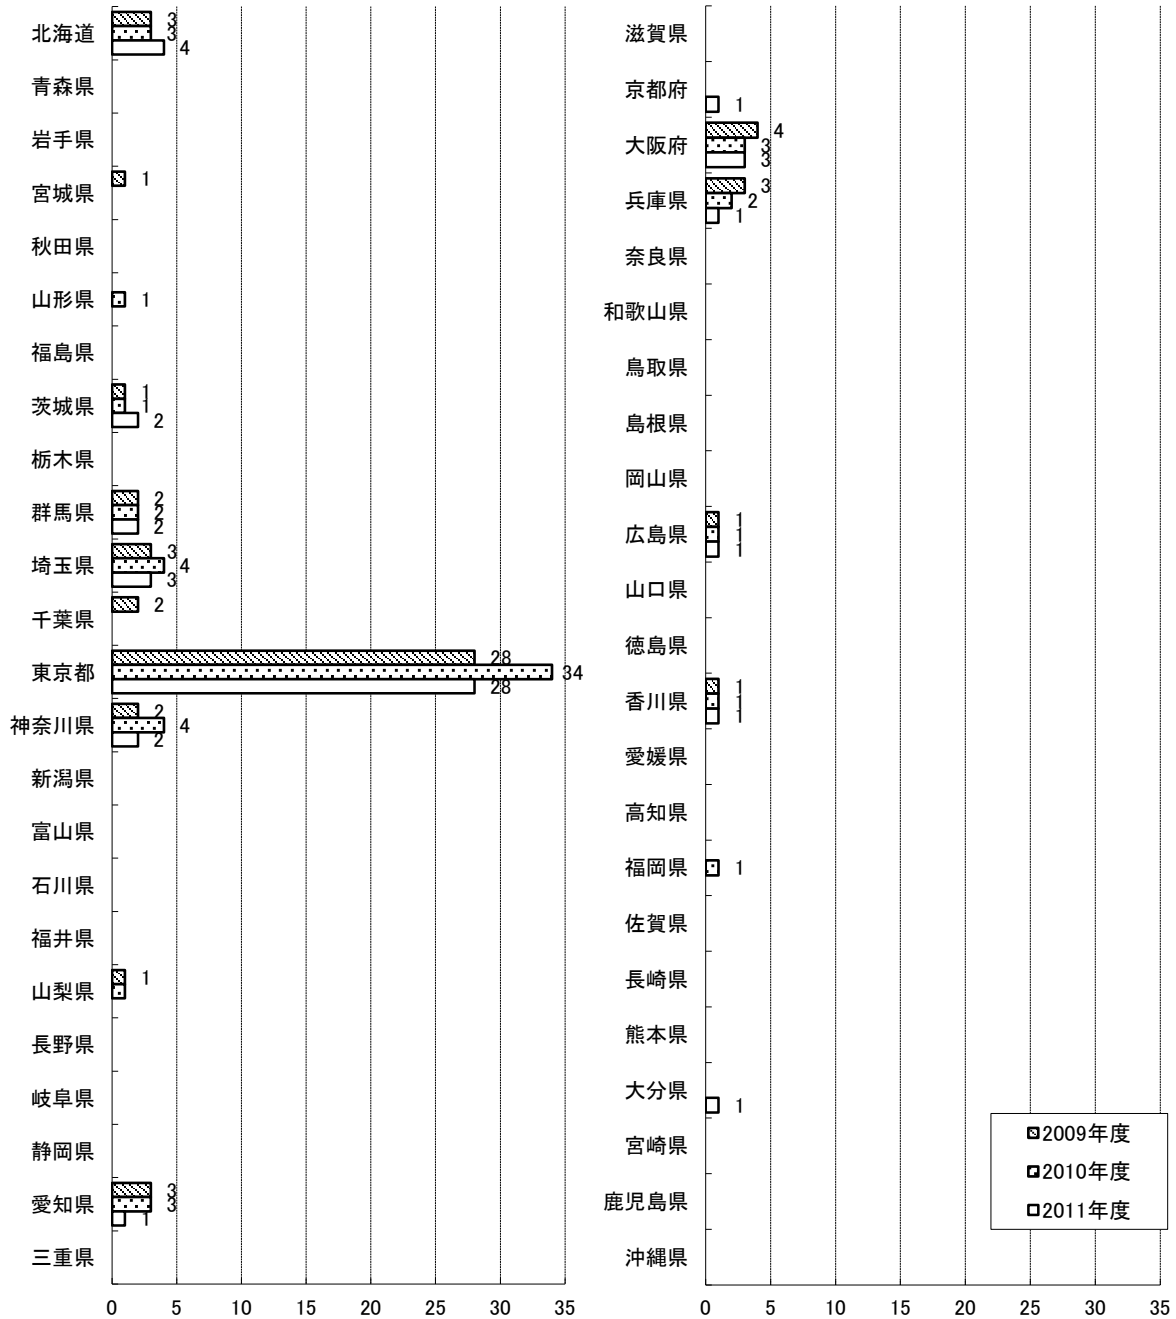 北海道 3
3
4
青森県
岩手県
宮城県 1
秋田県
山形県 1
福島県
茨城県 1
1
2
栃木県
群馬県 2
2
2
埼玉県 3
4
3
千葉県 2
東京都 28
34
28
神奈川県 2
4
2
新潟県
富山県
石川県
福井県
山梨県 1
長野県
岐阜県
静岡県
愛知県 3
3
1
三重県
0 5 10 15 20 25 30 35
滋賀県
京都府 1
大阪府 4
3
3
兵庫県 3
2
1
奈良県
和歌山県
鳥取県
島根県
岡山県
広島県 1
1
1
山口県
徳島県
香川県 1
1
1
愛媛県
高知県
福岡県 1
佐賀県
長崎県
熊本県
大分県 1
宮崎県
鹿児島県
沖縄県
0 5 10 15 20 25 30 35
2009年度
2010年度
2011年度